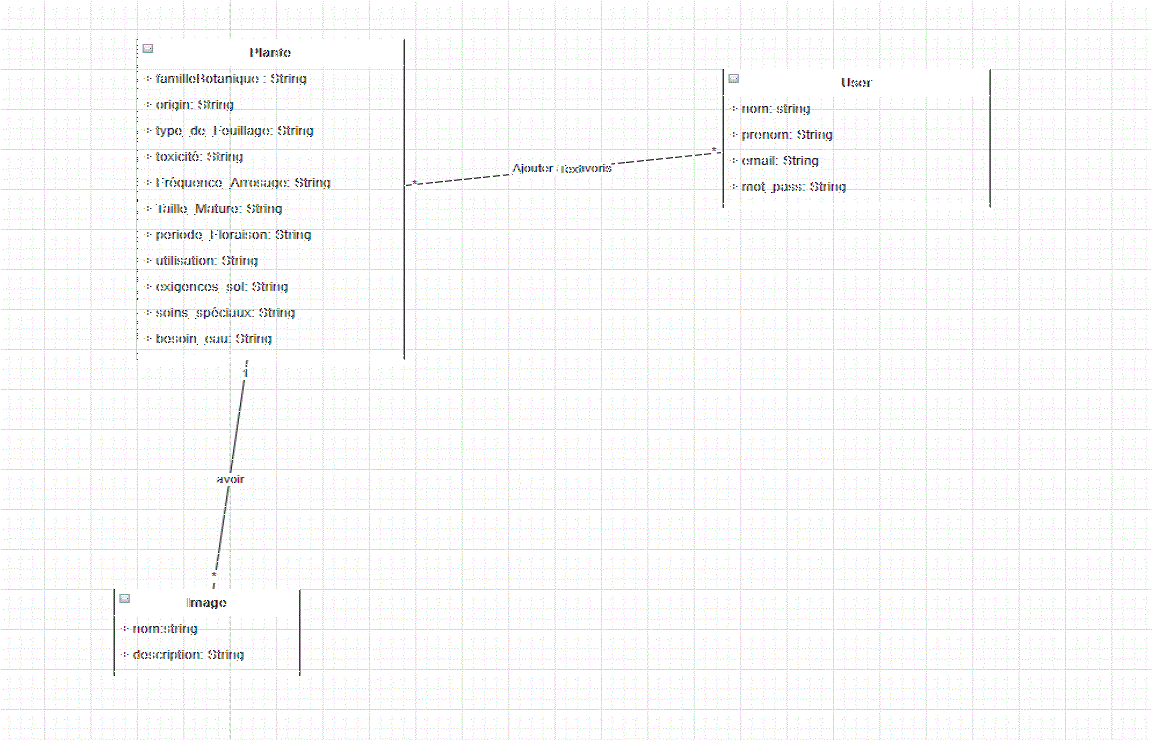 Plante
+ familleBotanique : String
+ origin: String
+ type_de_Feuillage: String
+ toxicité: String
+ Fréquence_Arrosage: String
+ Taille_Mature: String
+ periode_Floraison: String
+ utilisation: String
+ exigences_sol: String
+ soins_spéciaux: String
+ besoin_eau: String
User
+ nom: string
+ prenom: String
+ email: String
+ mot_pass: String
*
Ajouter
*
1
avoir
*
Image
+ nom:string
+ description: String